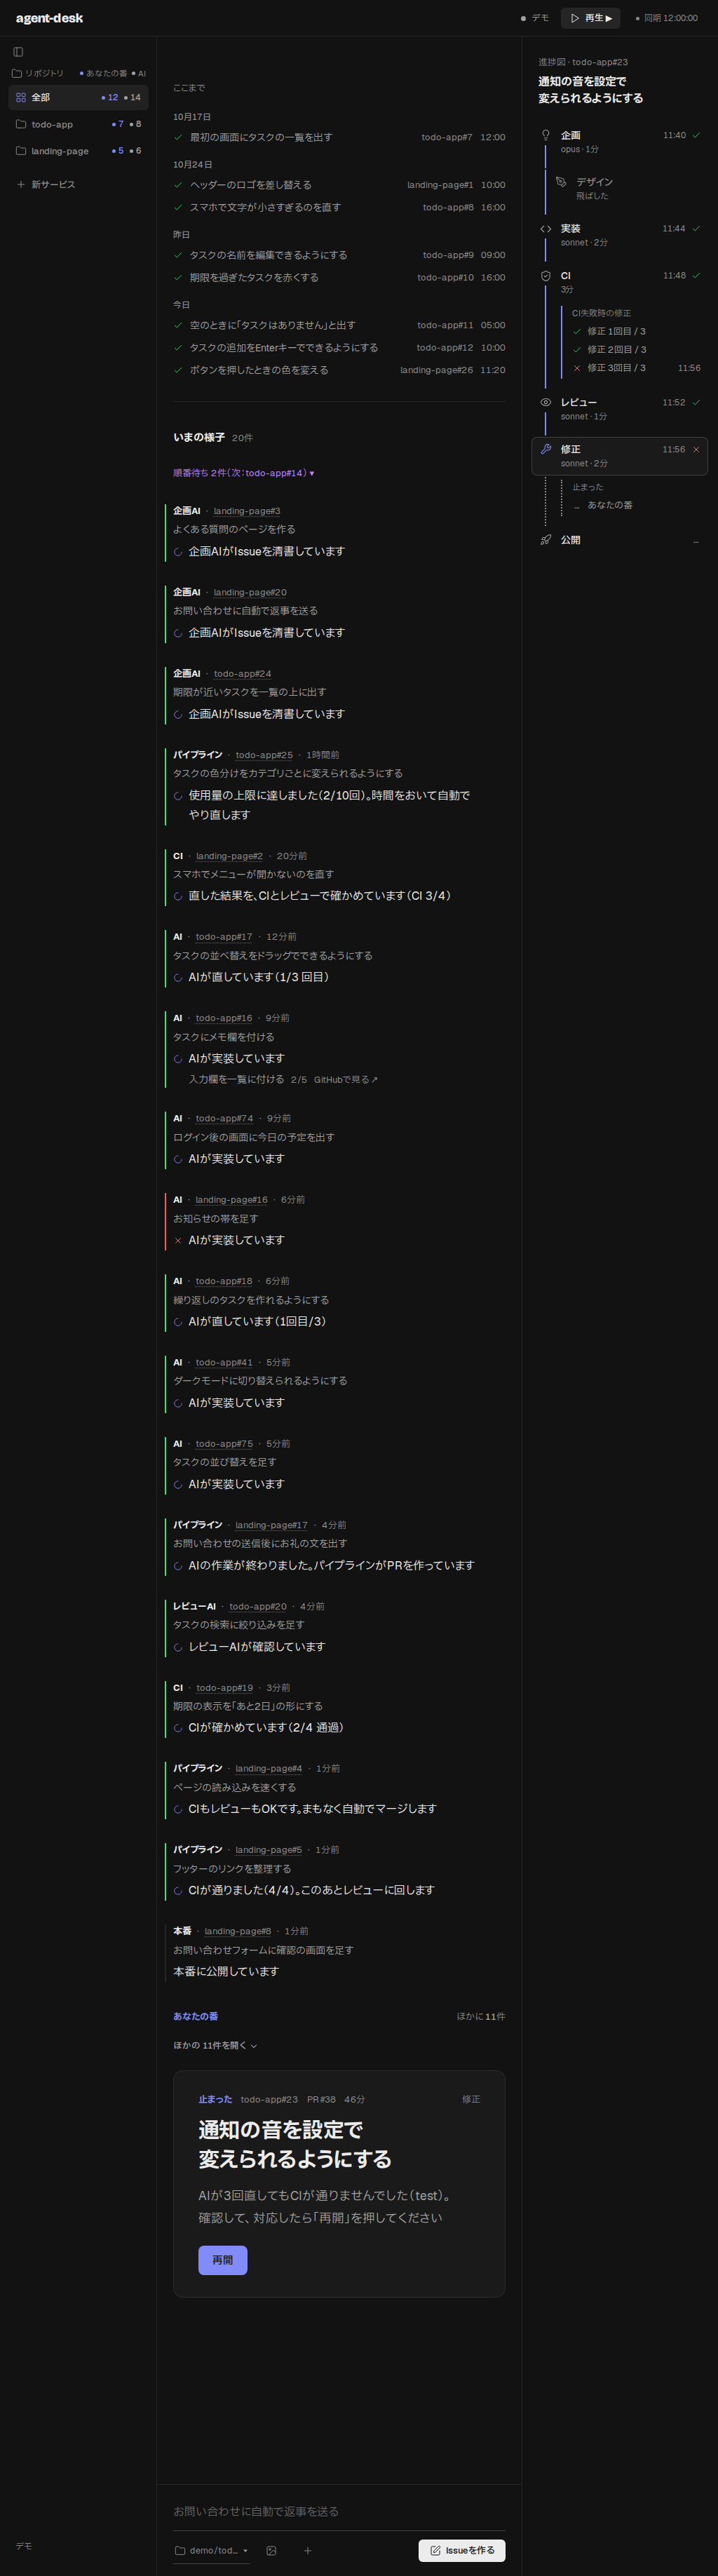 agent-desk
デモ
再生 ▶
同期 12:00:00
リポジトリ
あなたの番 AI
全部 12 14
todo-app 7 8
landing-page 5 6
新サービス
ここまで
10月17日
最初の画面にタスクの一覧を出す todo-app#7 12:00
10月24日
ヘッダーのロゴを差し替える landing-page#1 10:00
スマホで文字が小さすぎるのを直す todo-app#8 16:00
昨日
タスクの名前を編集できるようにする todo-app#9 09:00
期限を過ぎたタスクを赤くする todo-app#10 16:00
今日
空のときに「タスクはありません」と出す todo-app#11 05:00
タスクの追加をEnterキーでできるようにする todo-app#12 10:00
ボタンを押したときの色を変える landing-page#26 11:20
いまの様子 20件
順番待ち 2件（次：todo-app#14）▾
企画AI · landing-page#3
よくある質問のページを作る
企画AIがIssueを清書しています
企画AI · landing-page#20
お問い合わせに自動で返事を送る
企画AIがIssueを清書しています
企画AI · todo-app#24
期限が近いタスクを一覧の上に出す
企画AIがIssueを清書しています
パイプライン · todo-app#25 · 1時間前
タスクの色分けをカテゴリごとに変えられるようにする
使用量の上限に達しました（2/10回）。時間をおいて自動で
やり直します
CI · landing-page#2 · 20分前
スマホでメニューが開かないのを直す
直した結果を、CIとレビューで確かめています（CI 3/4）
AI · todo-app#17 · 12分前
タスクの並べ替えをドラッグでできるようにする
AIが直しています（1/3 回目）
AI · todo-app#16 · 9分前
タスクにメモ欄を付ける
AIが実装しています
入力欄を一覧に付ける 2/5 GitHubで見る↗
AI · todo-app#74 · 9分前
ログイン後の画面に今日の予定を出す
AIが実装しています
AI · landing-page#16 · 6分前
お知らせの帯を足す
AIが実装しています
AI · todo-app#18 · 6分前
繰り返しのタスクを作れるようにする
AIが直しています（1回目/3）
AI · todo-app#41 · 5分前
ダークモードに切り替えられるようにする
AIが実装しています
AI · todo-app#75 · 5分前
タスクの並び替えを足す
AIが実装しています
パイプライン · landing-page#17 · 4分前
お問い合わせの送信後にお礼の文を出す
AIの作業が終わりました。パイプラインがPRを作っています
レビューAI · todo-app#20 · 4分前
タスクの検索に絞り込みを足す
レビューAIが確認しています
CI · todo-app#19 · 3分前
期限の表示を「あと2日」の形にする
CIが確かめています（2/4 通過）
パイプライン · landing-page#4 · 1分前
ページの読み込みを速くする
CIもレビューもOKです。まもなく自動でマージします
パイプライン · landing-page#5 · 1分前
フッターのリンクを整理する
CIが通りました（4/4）。このあとレビューに回します
本番 · landing-page#8 · 1分前
お問い合わせフォームに確認の画面を足す
本番に公開しています
あなたの番 ほかに11件
ほかの 11件を開く
止まった todo-app#23 PR#38 46分 修正
通知の音を設定で
変えられるようにする
AIが3回直してもCIが通りませんでした（test）。
確認して、対応したら「再開」を押してください
再開
お問い合わせに自動で返事を送る
demo/tod... ▾
Issueを作る
デモ
進捗図 · todo-app#23
通知の音を設定で
変えられるようにする
企画 11:40
opus · 1分
デザイン
飛ばした
実装 11:44
sonnet · 2分
CI 11:48
3分
CI失敗時の修正
修正 1回目 / 3
修正 2回目 / 3
修正 3回目 / 3 11:56
レビュー 11:52
sonnet · 1分
修正 11:56
sonnet · 2分
止まった
… あなたの番
公開 …